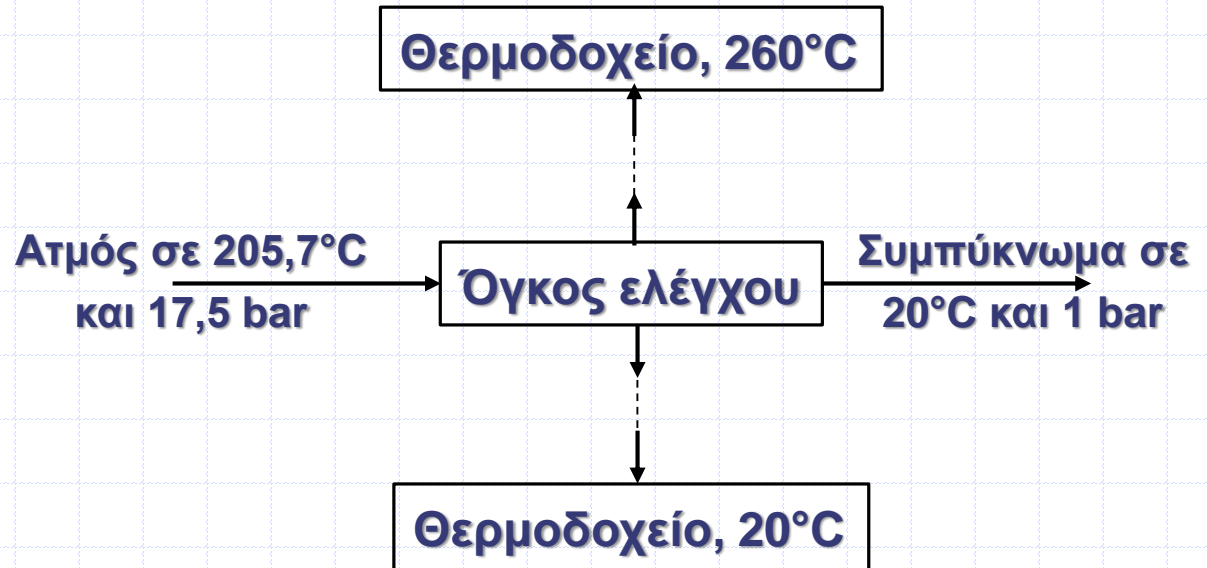 Θερμοδοχείο, 260°C
Ατμός σε 205,7°C
και 17,5 bar
Όγκος ελέγχου
Συμπύκνωμα σε
20°C και 1 bar
Θερμοδοχείο, 20°C